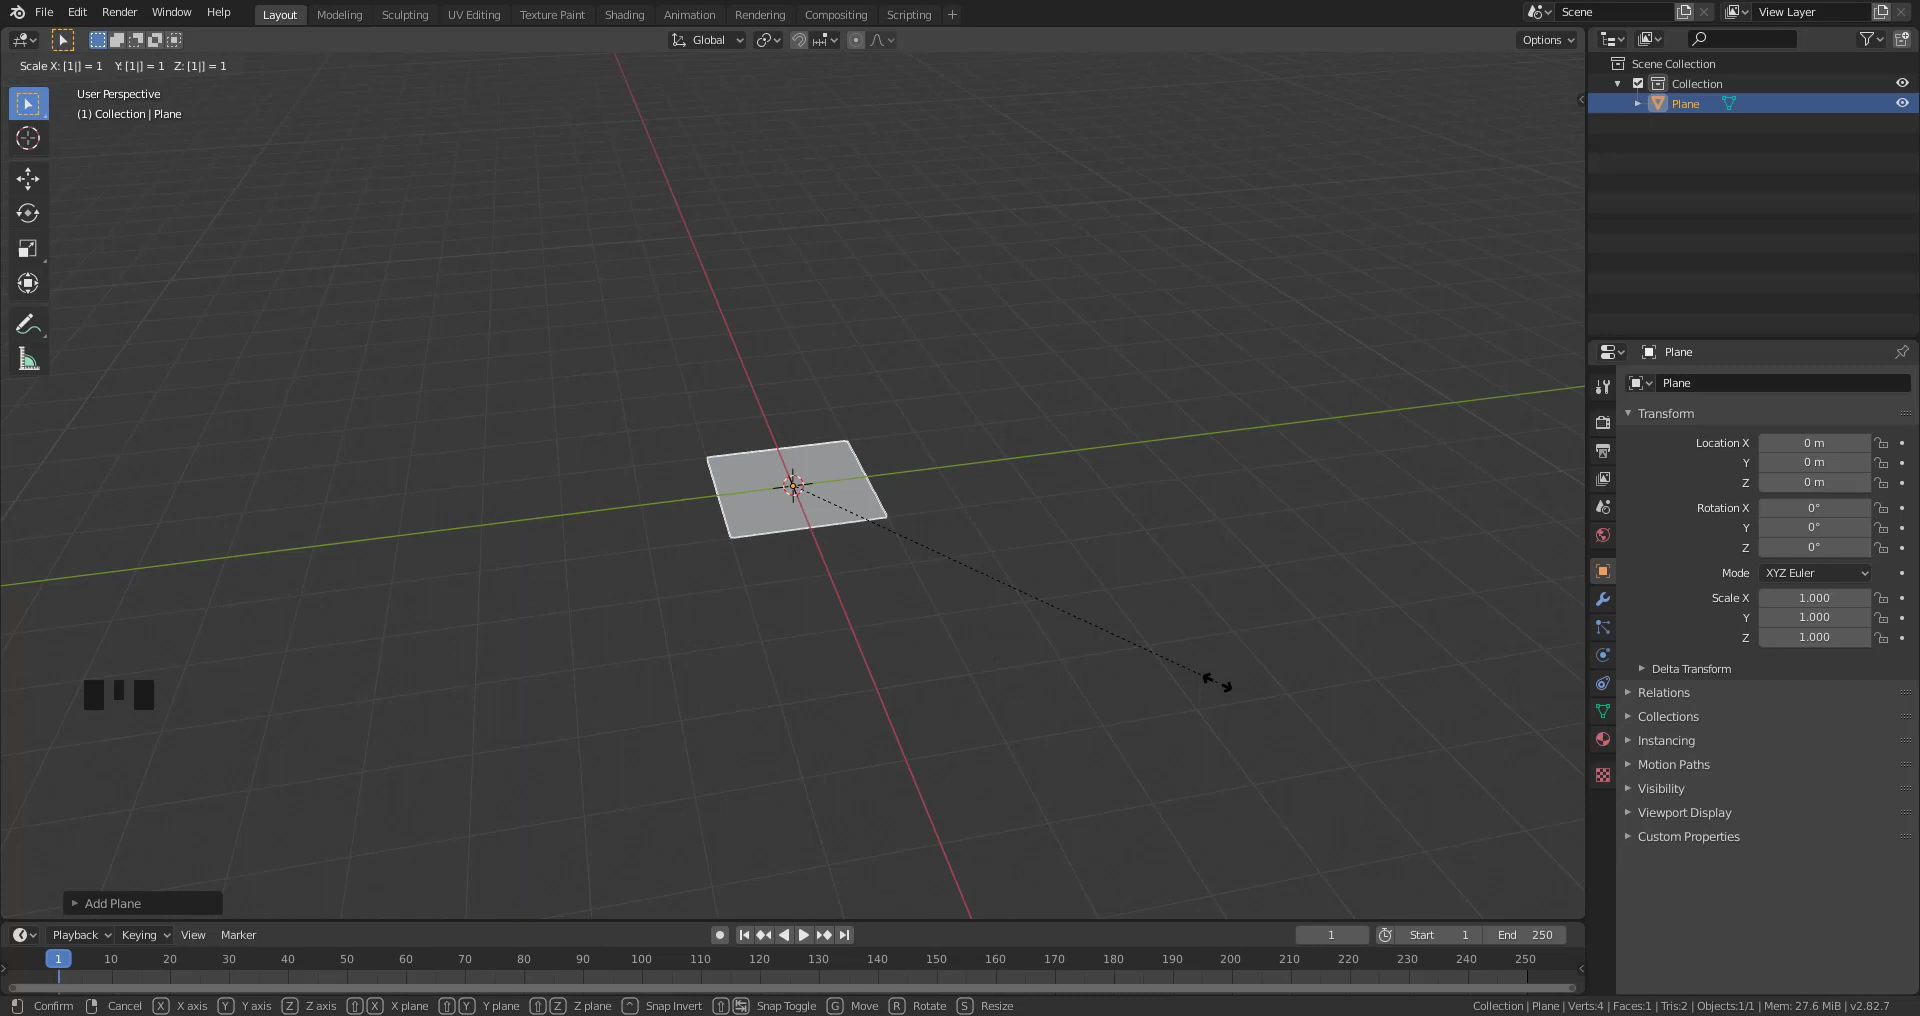 File Edit Render Window Help
Layout Modeling Sculpting UV Editing Texture Paint Shading Animation Rendering Compositing Scripting
Scene
View Layer
Global
Options
Scale X: [1|] = 1 Y: [1|] = 1 Z: [1|] = 1
User Perspective
(1) Collection | Plane
Scene Collection
Collection
Plane
Plane
Plane
Transform
Location X 0 m
Y 0 m
Z 0 m
Rotation X 0°
Y 0°
Z 0°
Mode XYZ Euler
Scale X 1.000
Y 1.000
Z 1.000
Delta Transform
Relations
Collections
Instancing
Motion Paths
Visibility
Viewport Display
Custom Properties
Add Plane
Playback Keying View Marker
1 Start 1 End 250
1 10 20 30 40 50 60 70 80 90 100 110 120 130 140 150 160 170 180 190 200 210 220 230 240 250
Confirm Cancel X X axis Y Y axis Z Z axis X X plane Y Y plane Z Z plane Snap Invert Snap Toggle G Move R Rotate S Resize
Collection | Plane | Verts:4 | Faces:1 | Tris:2 | Objects:1/1 | Mem: 27.6 MiB | v2.82.7